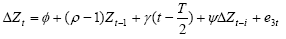 ΔZ_t = φ + (ρ − 1)Z_{t−1} + γ(t − T/2) + ψΔZ_{t−i} + e_{3t}